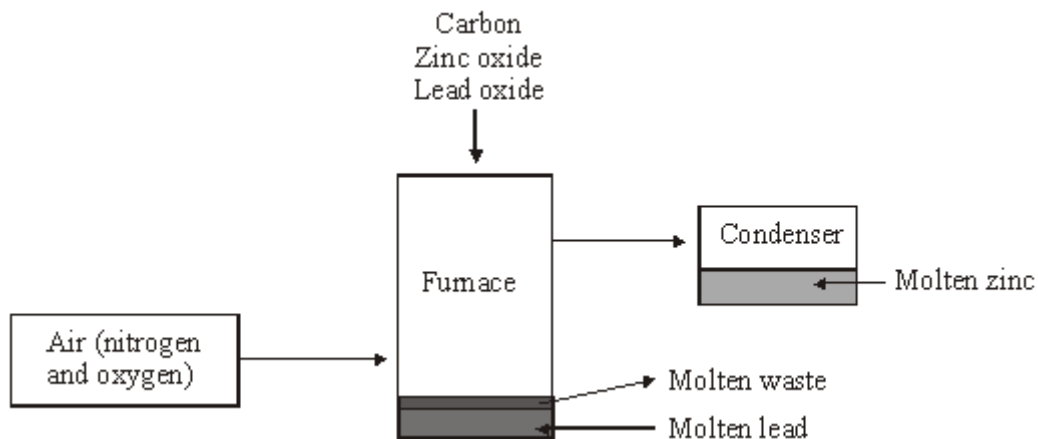 Carbon
Zinc oxide
Lead oxide
Condenser
Furnace
Molten zinc
Air (nitrogen
and oxygen)
Molten waste
Molten lead